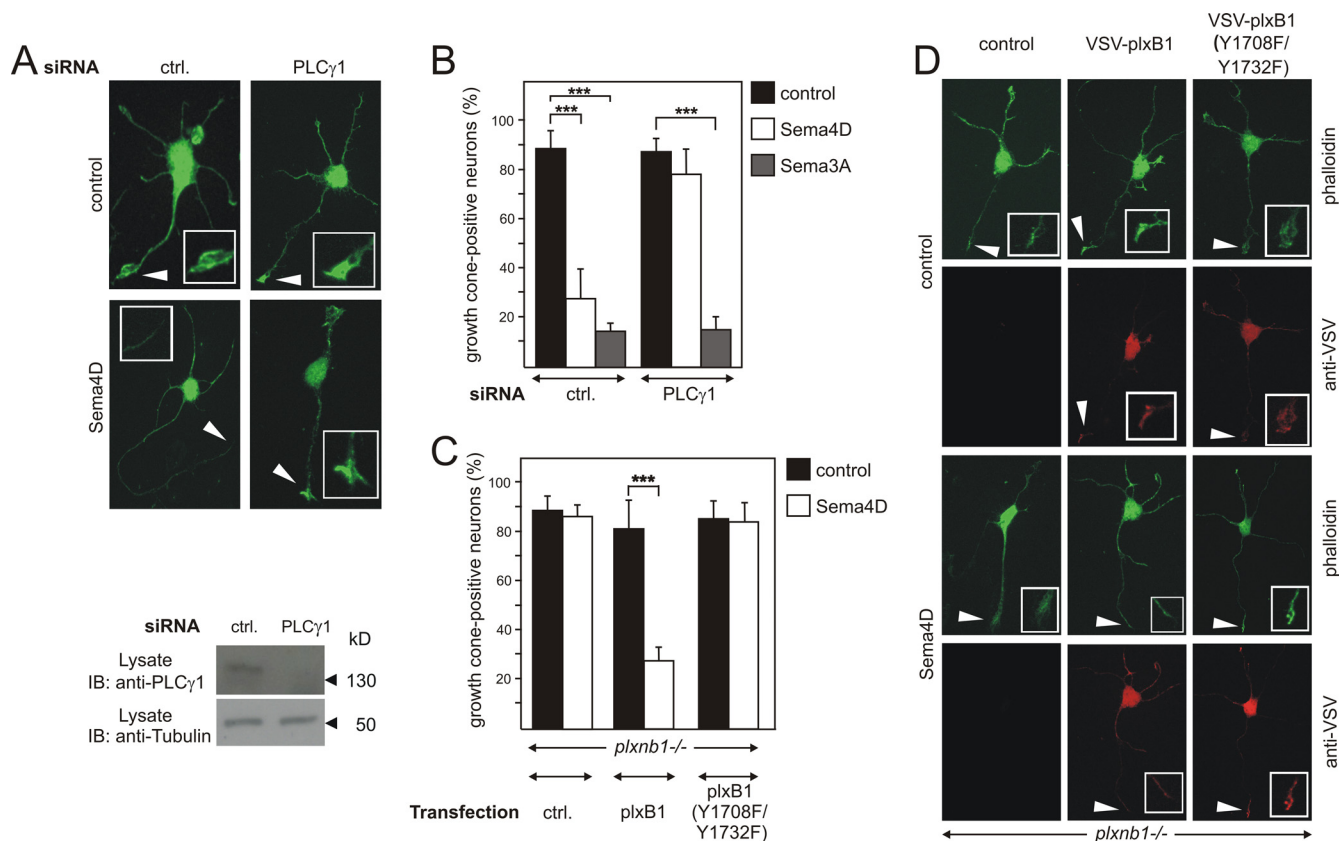 A
siRNA ctrl. PLCγ1
control
Sema4D
siRNA ctrl. PLCγ1 kD
Lysate
IB: anti-PLCγ1
130
Lysate
IB: anti-Tubulin
50
B
growth cone-positive neurons (%)
100
80
60
40
20
*** *** ***
control
Sema4D
Sema3A
siRNA ctrl. PLCγ1
C
growth cone-positive neurons (%)
100
80
60
40
20
***
control
Sema4D
plxnb1-/-
Transfection ctrl. plxB1 plxB1
(Y1708F/
Y1732F)
D
control VSV-plxB1 VSV-plxB1
(Y1708F/
Y1732F)
control
phalloidin
anti-VSV
Sema4D
phalloidin
anti-VSV
plxnb1-/-